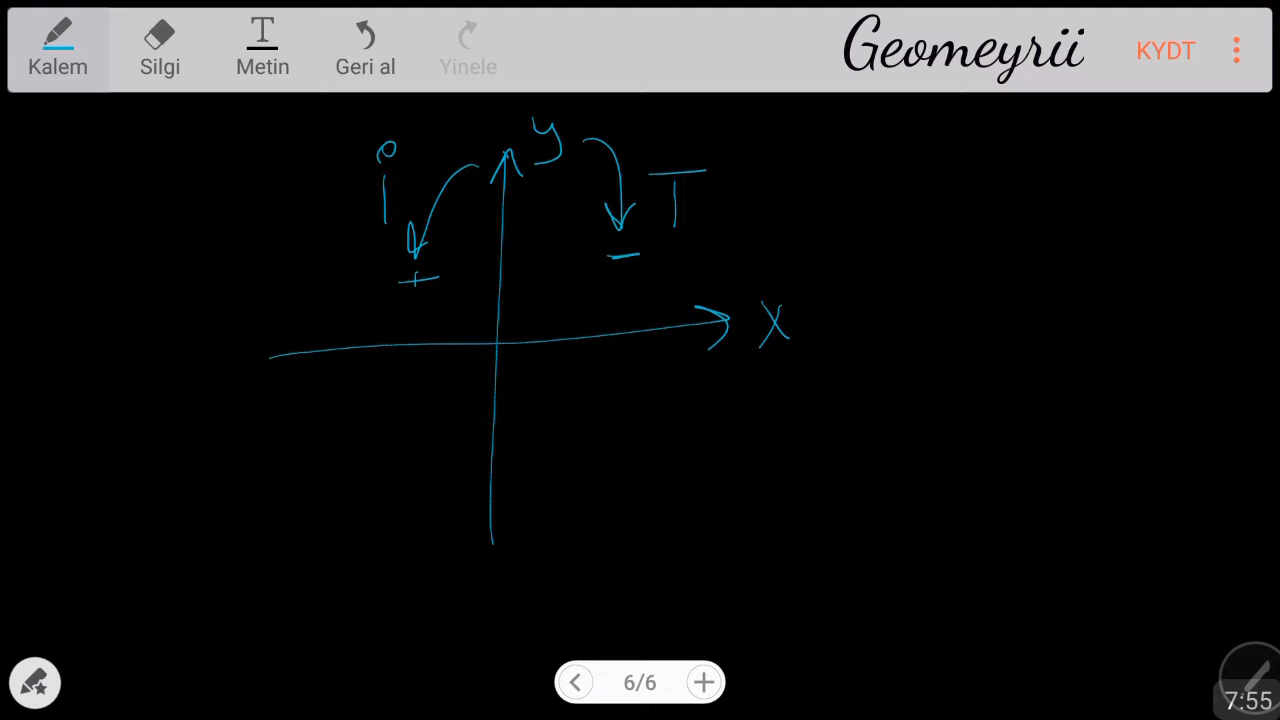 Kalem Silgi Metin Geri al Yinele Geomeyrii KYDT
y
i T
+ -
X
6/6
7:55